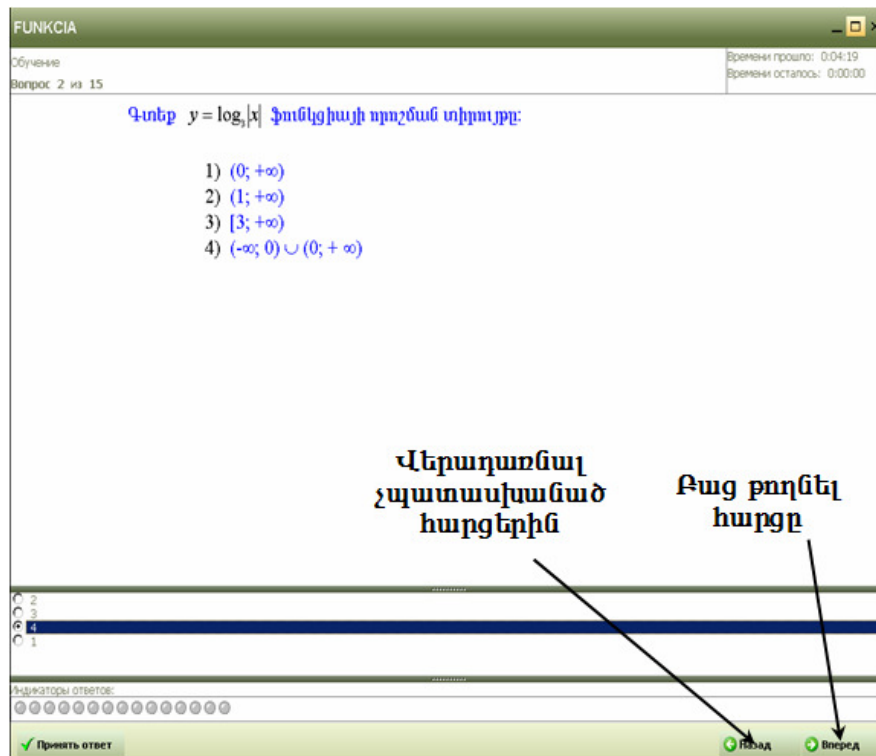 FUNKCIA
Обучение
Вопрос 2 из 15
Времени прошло: 0:04:19
Времени осталось: 0:00:00
Գտեք y = log₃|x| ֆունկցիայի որոշման տիրույթը:
1) (0; +∞)
2) (1; +∞)
3) [3; +∞)
4) (-∞; 0) ∪ (0; + ∞)
Վերադառնալ
չպատասխանած
հարցերին
Բաց թողնել
հարցը
2
3
4
1
Индикаторы ответов:
Принять ответ
Назад
Вперед